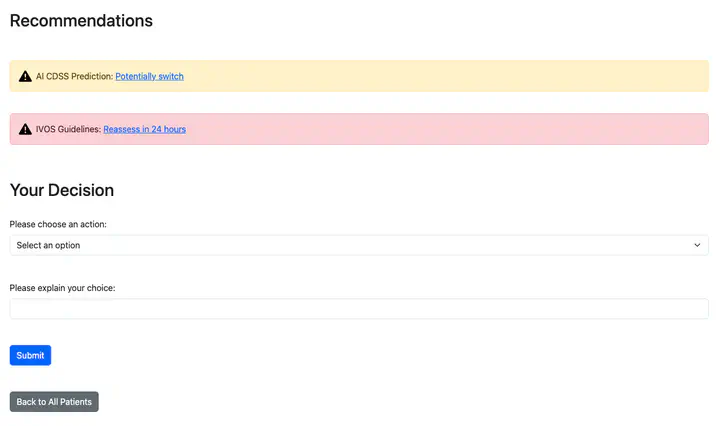 Recommendations
AI CDSS Prediction: Potentially switch
IVOS Guidelines: Reassess in 24 hours
Your Decision
Please choose an action:
Select an option
Please explain your choice:
Submit
Back to All Patients